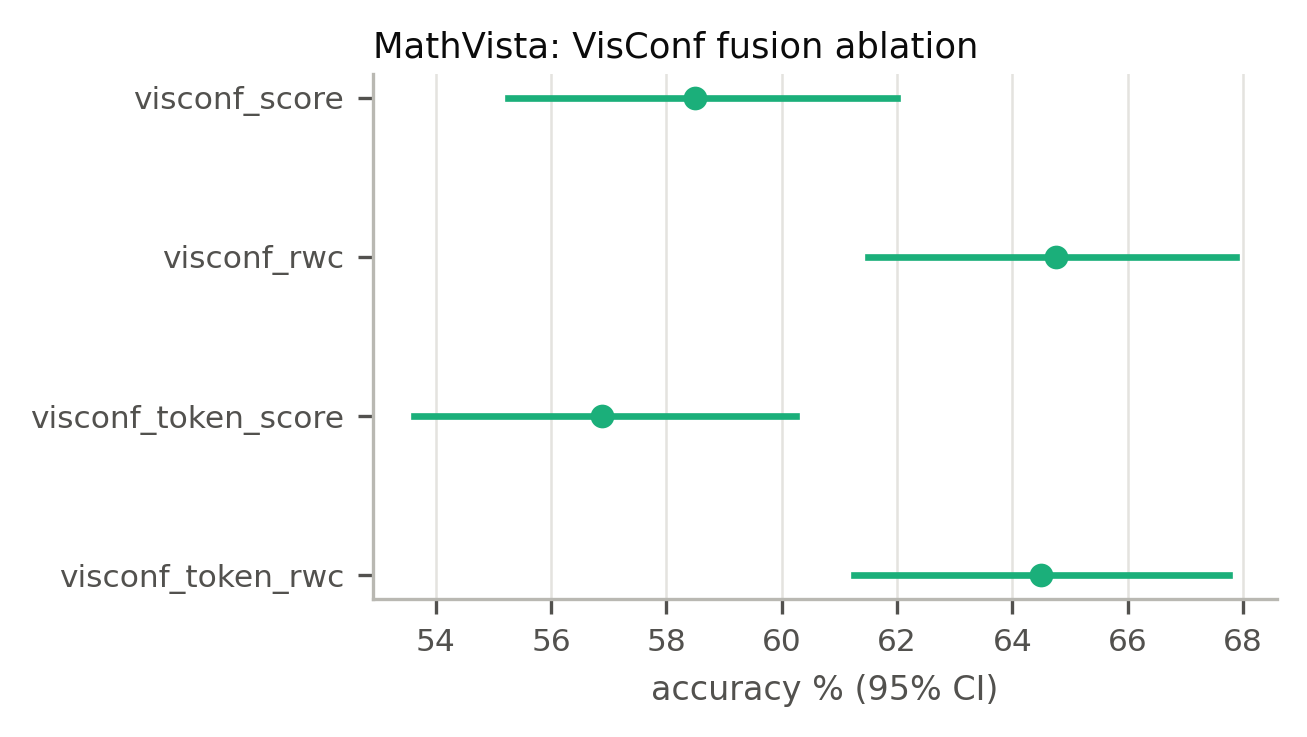 MathVista: VisConf fusion ablation
visconf_score
visconf_rwc
visconf_token_score
visconf_token_rwc
54 56 58 60 62 64 66 68
accuracy % (95% CI)